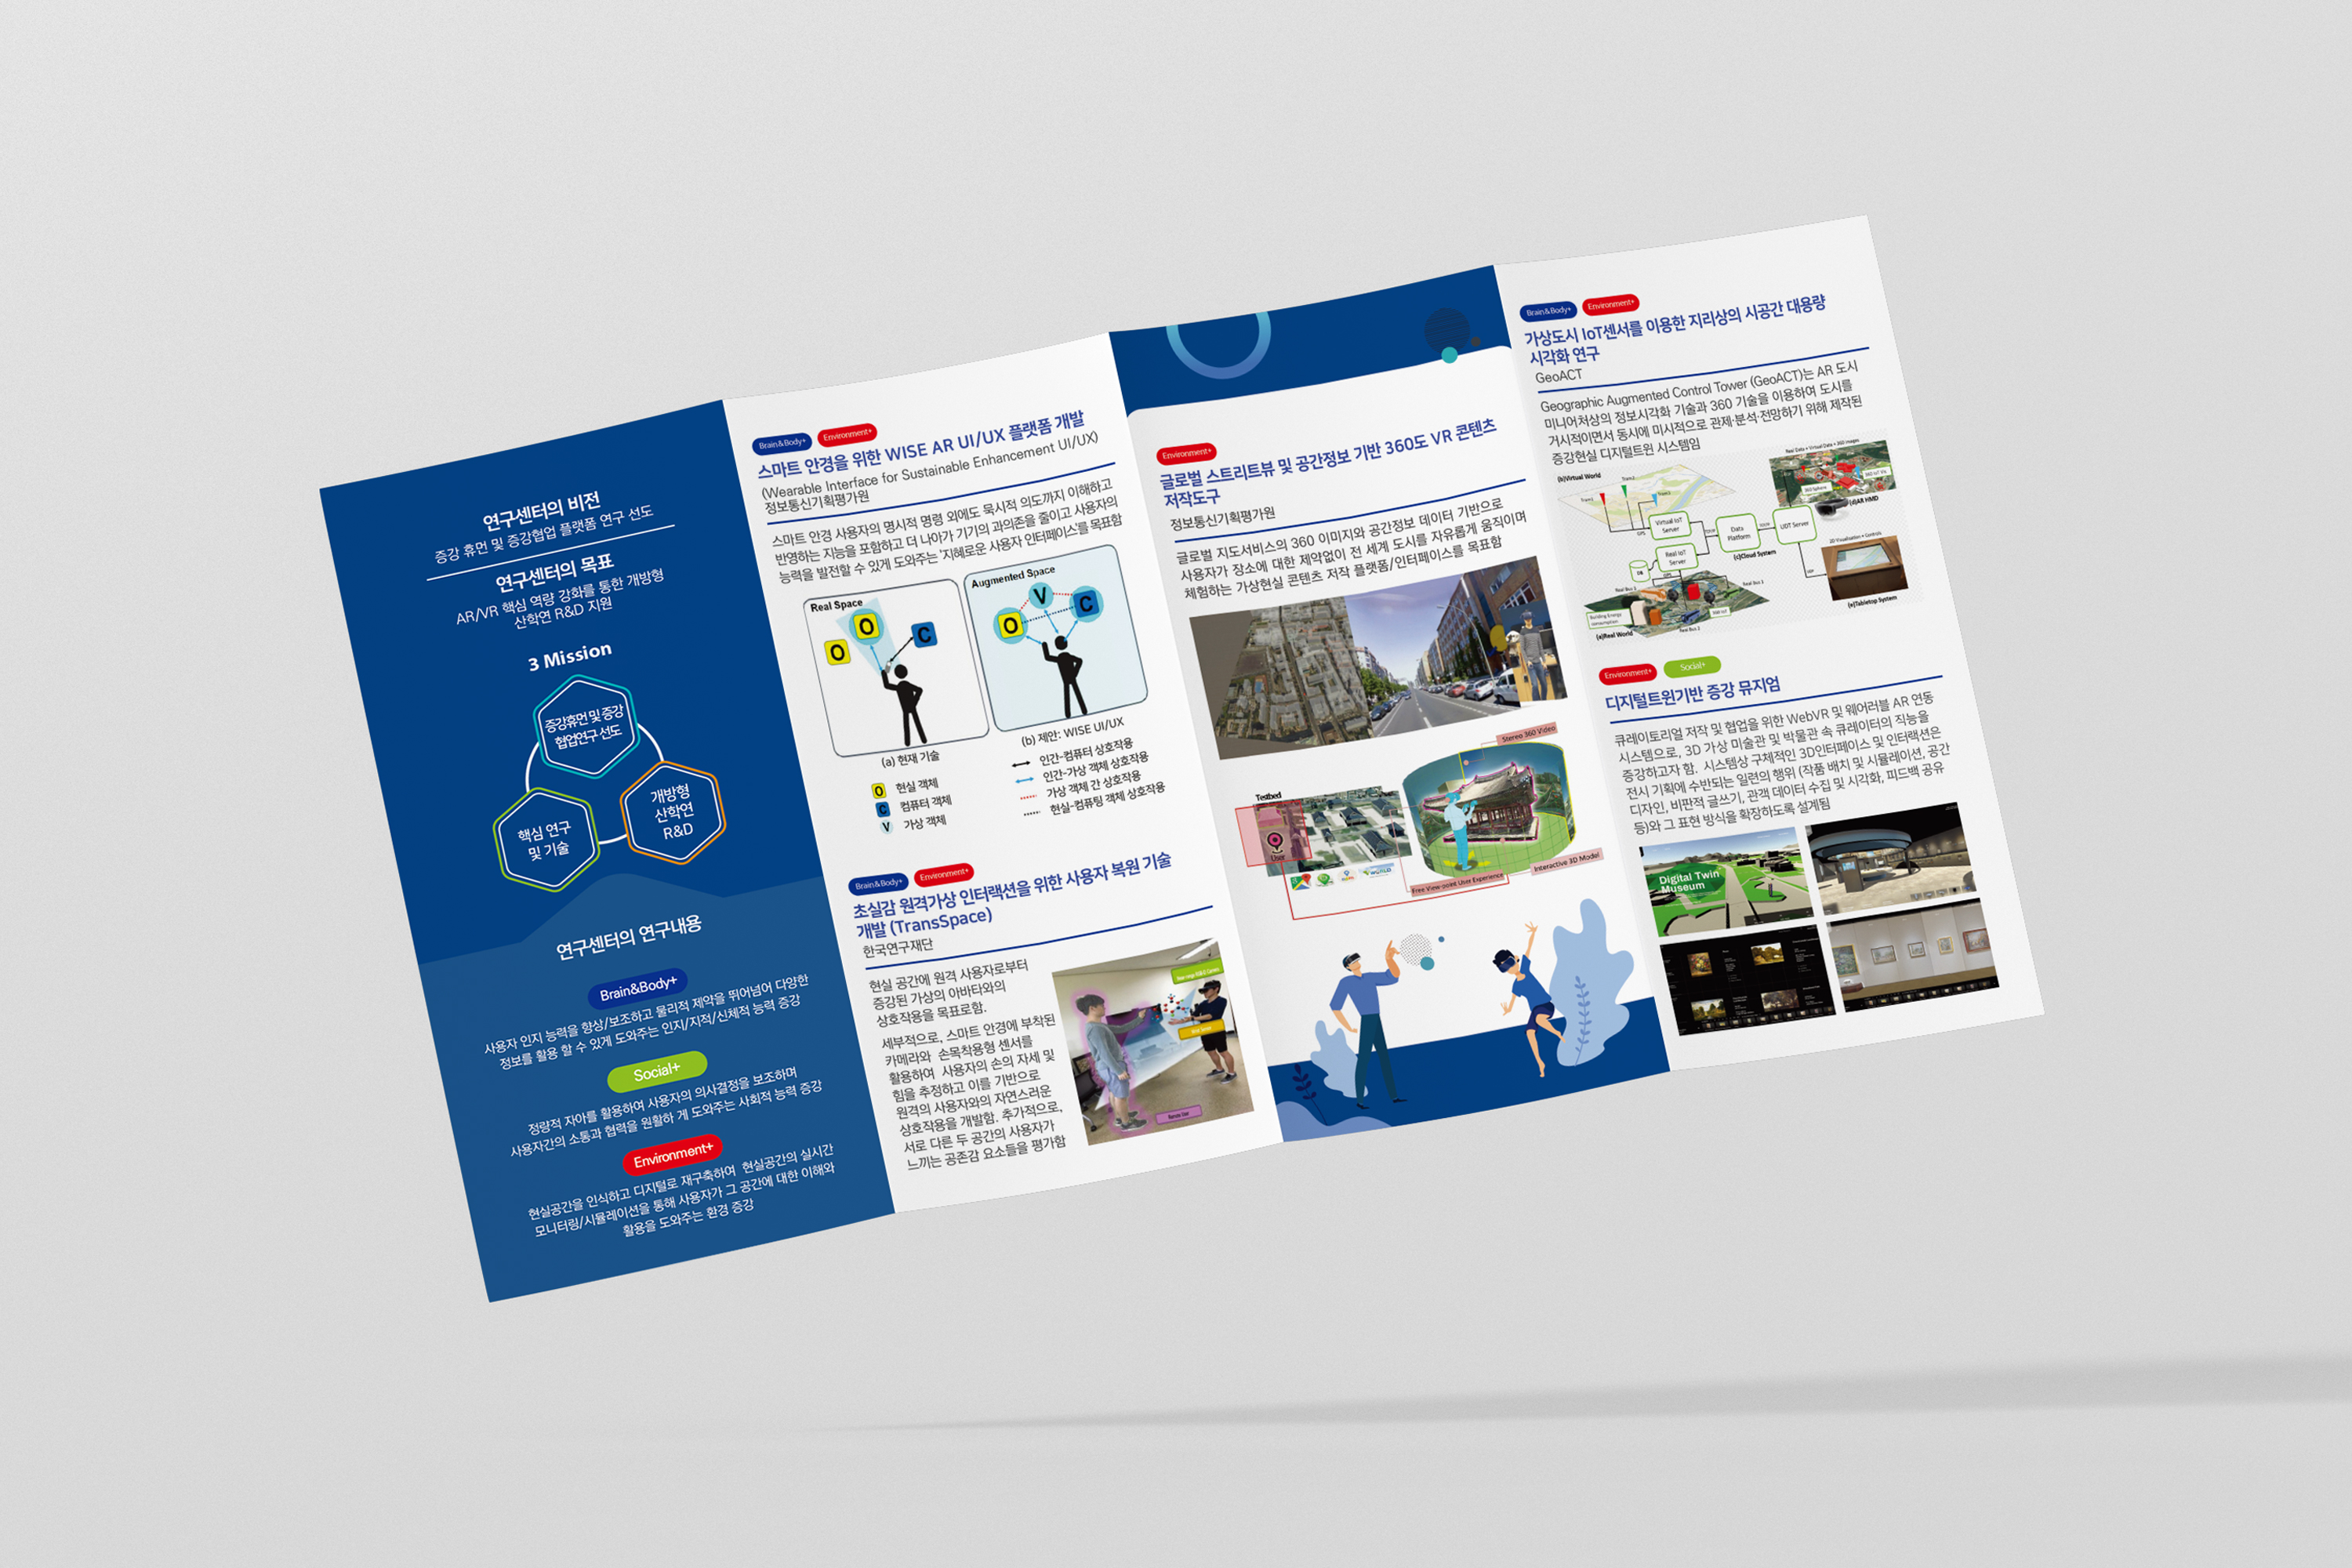 연구센터의 비전
증강 휴먼 및 증강협업 플랫폼 연구 선도
연구센터의 목표
AR/VR 핵심 역량 강화를 통한 개방형
산학연 R&D 지원
3 Mission
증강휴먼 및 증강
협업연구 선도
핵심 연구
및 기술
개방형
산학연
R&D
연구센터의 연구내용
Brain&Body+
사용자 인지 능력을 향상/보조하고 물리적 제약을 뛰어넘어 다양한
정보를 활용 할 수 있게 도와주는 인지/지적/신체적 능력 증강
Social+
정량적 자아를 활용하여 사용자의 의사결정을 보조하며
사용자간의 소통과 협력을 원활하 게 도와주는 사회적 능력 증강
Environment+
현실공간을 인식하고 디지털로 재구축하여 현실공간의 실시간
모니터링/시뮬레이션을 통해 사용자가 그 공간에 대한 이해와
활용을 도와주는 환경 증강
Brain&Body+ Environment+
스마트 안경을 위한 WISE AR UI/UX 플랫폼 개발
(Wearable Interface for Sustainable Enhancement UI/UX)
정보통신기획평가원
스마트 안경 사용자의 명시적 명령 외에도 묵시적 의도까지 이해하고
반영하는 지능을 포함하고 더 나아가 기기의 과의존을 줄이고 사용자의
능력을 발전할 수 있게 도와주는 '지혜로운 사용자 인터페이스'를 목표함
Real Space
O
O
C
Augmented Space
V
O
C
(a) 현재 기술
(b) 제안: WISE UI/UX
O 현실 객체
C 컴퓨터 객체
V 가상 객체
인간-컴퓨터 상호작용
인간-가상 객체 상호작용
가상 객체 간 상호작용
현실-컴퓨팅 객체 상호작용
Brain&Body+ Environment+
초실감 원격가상 인터랙션을 위한 사용자 복원 기술
개발 (TransSpace)
한국연구재단
현실 공간에 원격 사용자로부터
증강된 가상의 아바타와의
상호작용을 목표로함.
세부적으로, 스마트 안경에 부착된
카메라와 손목착용형 센서를
활용하여 사용자의 손의 자세 및
힘을 추정하고 이를 기반으로
원격의 사용자와의 자연스러운
상호작용을 개발함. 추가적으로,
서로 다른 두 공간의 사용자가
느끼는 공존감 요소들을 평가함
Remote User
Environment+
글로벌 스트리트뷰 및 공간정보 기반 360도 VR 콘텐츠
저작도구
정보통신기획평가원
글로벌 지도서비스의 360 이미지와 공간정보 데이터 기반으로
사용자가 장소에 대한 제약없이 전 세계 도시를 자유롭게 움직이며
체험하는 가상현실 콘텐츠 저작 플랫폼/인터페이스를 목표함
Stereo 360 Video
Testbed
User
WORLD
Interactive 3D Model
Free View-point User Experience
Brain&Body+ Environment+
가상도시 IoT센서를 이용한 지리상의 시공간 대용량
시각화 연구
GeoACT
Geographic Augmented Control Tower (GeoACT)는 AR 도시
미니어처상의 정보시각화 기술과 360 기술을 이용하여 도시를
거시적이면서 동시에 미시적으로 관제·분석·전망하기 위해 제작된
증강현실 디지털트윈 시스템임
(b)Virtual World
Real Data + Virtual Data + 360 Images
(d)AR HMD
Virtual IoT
Server
Data
Platform
UDT Server
(c)Cloud System
Real IoT
Server
DB
2D Visualization + Controls
(e)Tabletop System
Real Bus 1
Real Bus 2
Real Bus 3
Building Energy
consumption
(a)Real World
Environment+ Social+
디지털트윈기반 증강 뮤지엄
큐레이토리얼 저작 및 협업을 위한 WebVR 및 웨어러블 AR 연동
시스템으로, 3D 가상 미술관 및 박물관 속 큐레이터의 직능을
증강하고자 함. 시스템상 구체적인 3D인터페이스 및 인터랙션은
전시 기획에 수반되는 일련의 행위 (작품 배치 및 시뮬레이션, 공간
디자인, 비판적 글쓰기, 관객 데이터 수집 및 시각화, 피드백 공유
등)와 그 표현 방식을 확장하도록 설계됨
Digital Twin
Museum